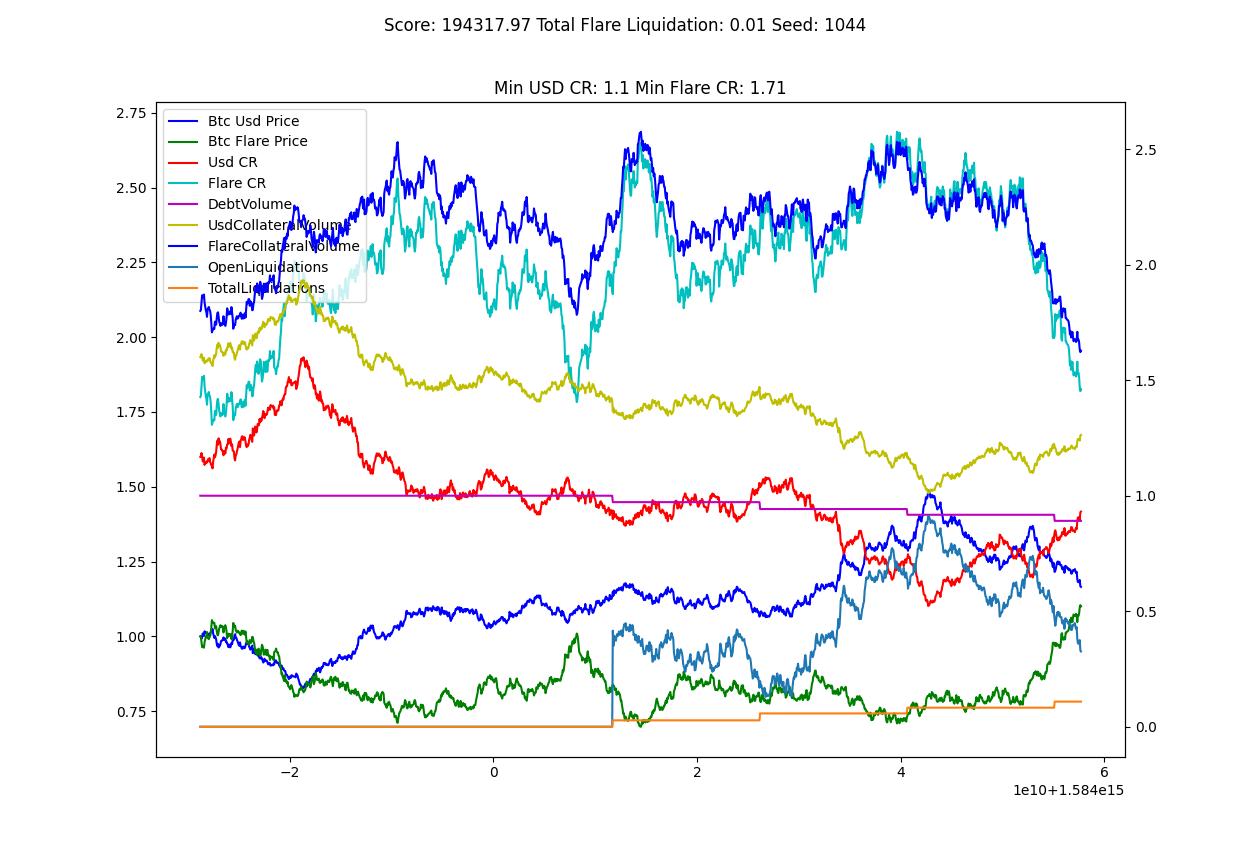 Score: 194317.97 Total Flare Liquidation: 0.01 Seed: 1044
Min USD CR: 1.1 Min Flare CR: 1.71
Btc Usd Price
Btc Flare Price
Usd CR
Flare CR
DebtVolume
UsdCollateralVolume
FlareCollateralVolume
OpenLiquidations
TotalLiquidations
2.75
2.50
2.25
2.00
1.75
1.50
1.25
1.00
0.75
2.5
2.0
1.5
1.0
0.5
0.0
−2
0
2
4
6
1e10+1.584e15